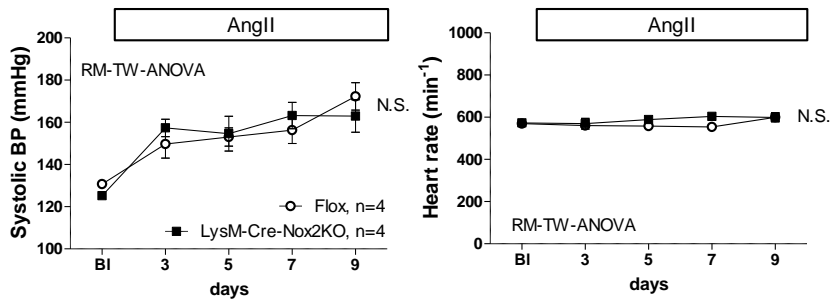 AngII
200
180
160
140
120
100
Systolic BP (mmHg)
RM-TW-ANOVA
N.S.
Flox, n=4
LysM-Cre-Nox2KO, n=4
BI 3 5 7 9
days
AngII
1000
800
600
400
200
0
Heart rate (min⁻¹)
N.S.
RM-TW-ANOVA
BI 3 5 7 9
days